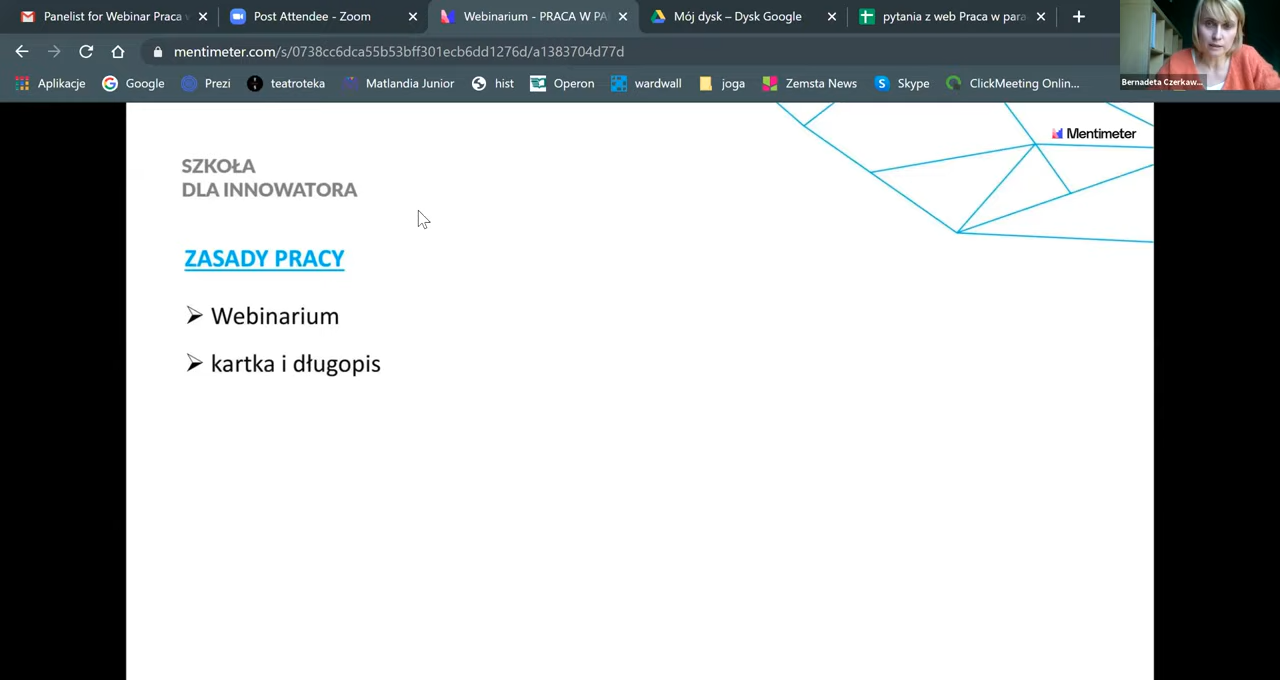 Panelist for Webinar Praca
Post Attendee - Zoom
Webinarium - PRACA W PA
Mój dysk – Dysk Google
pytania z web Praca w para
mentimeter.com/s/0738cc6dca55b53bff301ecb6dd1276d/a1383704d77d
Bernadeta Czerkaw...
Aplikacje
Google
Prezi
teatroteka
Matlandia Junior
hist
Operon
wardwall
joga
Zemsta News
Skype
ClickMeeting Onlin...
Mentimeter
SZKOŁA
DLA INNOWATORA
ZASADY PRACY
Webinarium
kartka i długopis